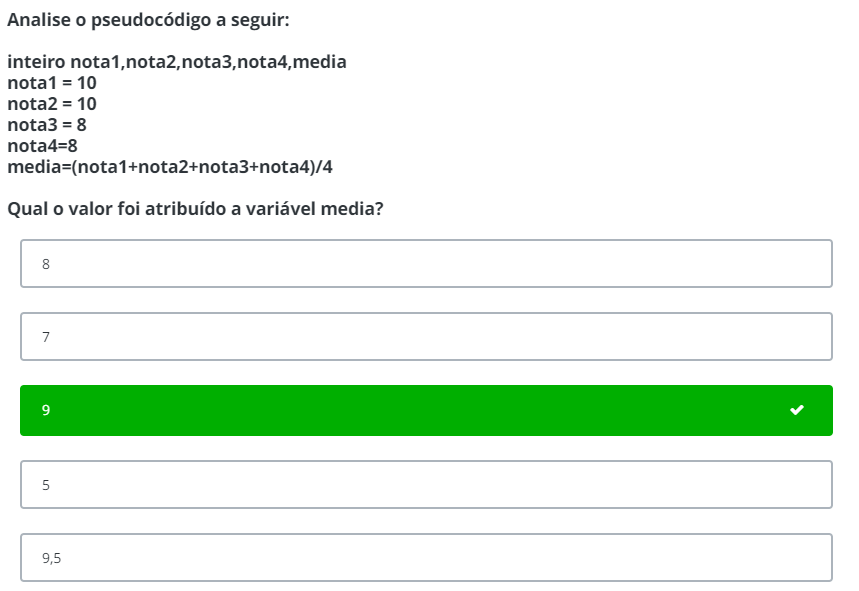 Analise o pseudocódigo a seguir:
inteiro nota1,nota2,nota3,nota4,media
nota1 = 10
nota2 = 10
nota3 = 8
nota4=8
media=(nota1+nota2+nota3+nota4)/4
Qual o valor foi atribuído a variável media?
8
7
9
5
9,5